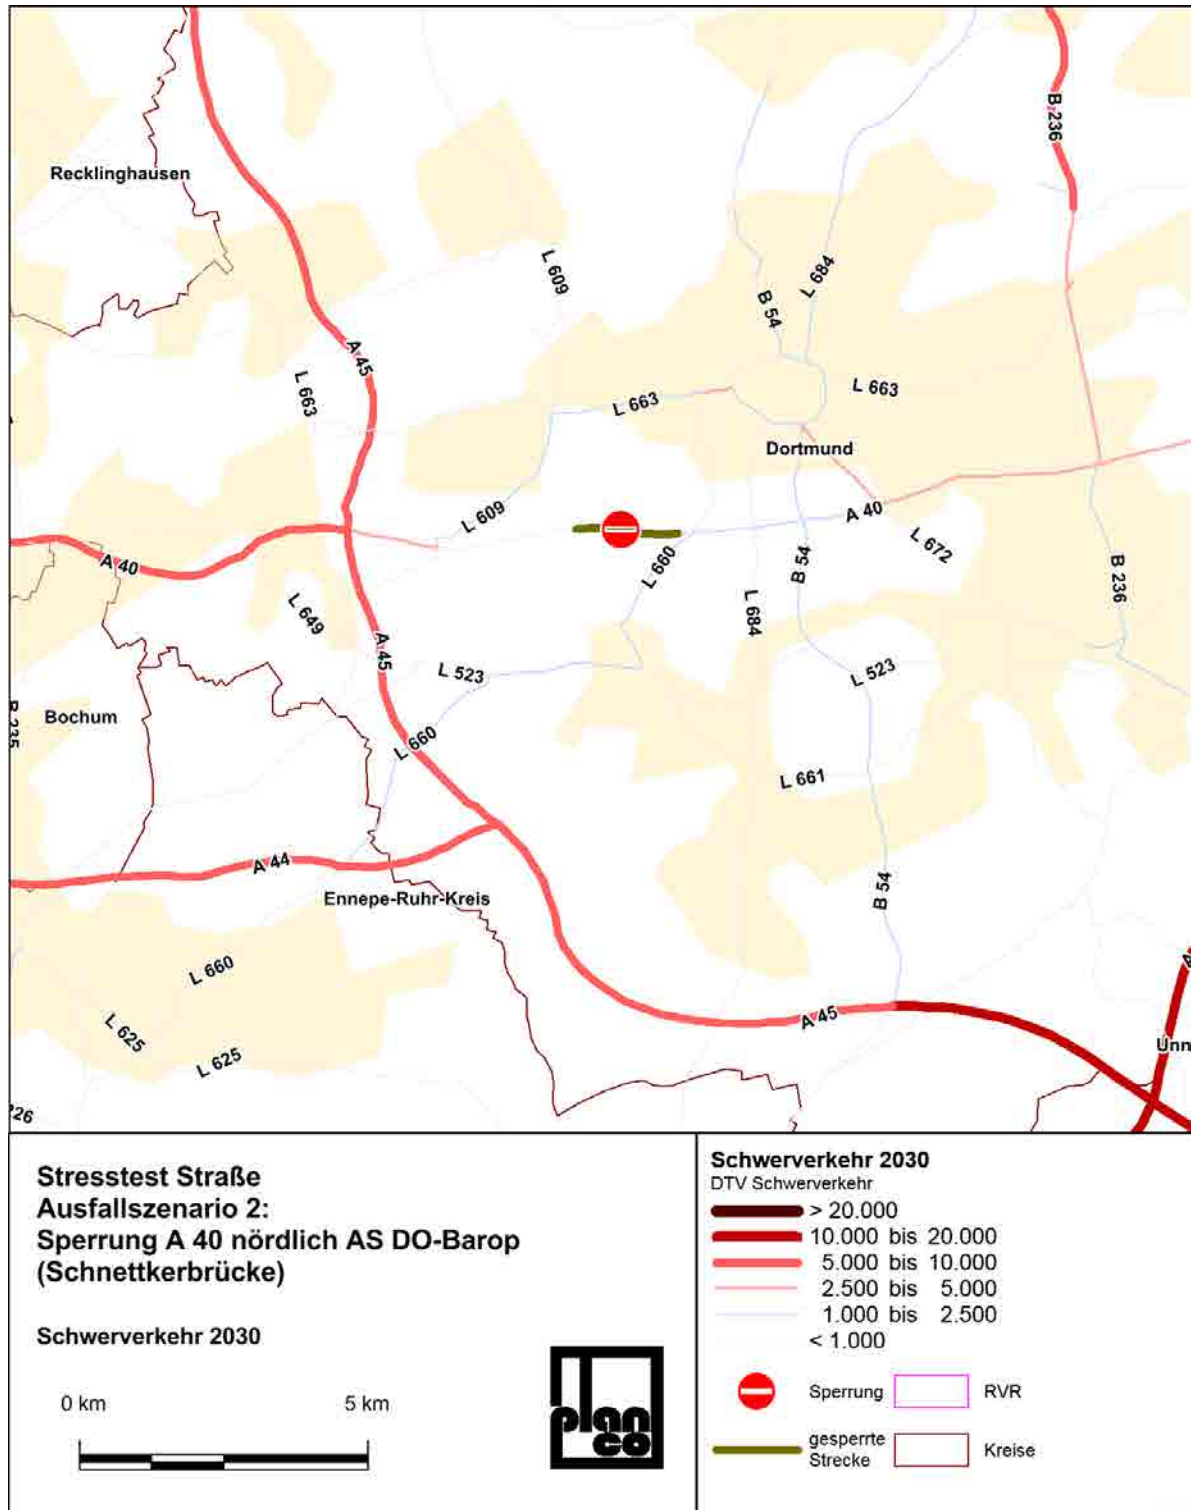 B 236
Recklinghausen
L 609
L 684
B 54
A 45
L 663
L 663
L 663
Dortmund
L 609
A 40
A 40
L 672
L 660
B 54
B 236
L 649
L 684
A 45
L 523
L 523
Bochum
B 235
L 660
L 661
A 44
Ennepe-Ruhr-Kreis
B 54
L 660
A 45
L 625
L 625
Unn
226
Stresstest Straße
Ausfallszenario 2:
Sperrung A 40 nördlich AS DO-Barop
(Schnettkerbrücke)
Schwerverkehr 2030
0 km 5 km
plan
co
Schwerverkehr 2030
DTV Schwerverkehr
> 20.000
10.000 bis 20.000
5.000 bis 10.000
2.500 bis 5.000
1.000 bis 2.500
< 1.000
Sperrung RVR
gesperrte
Strecke
Kreise